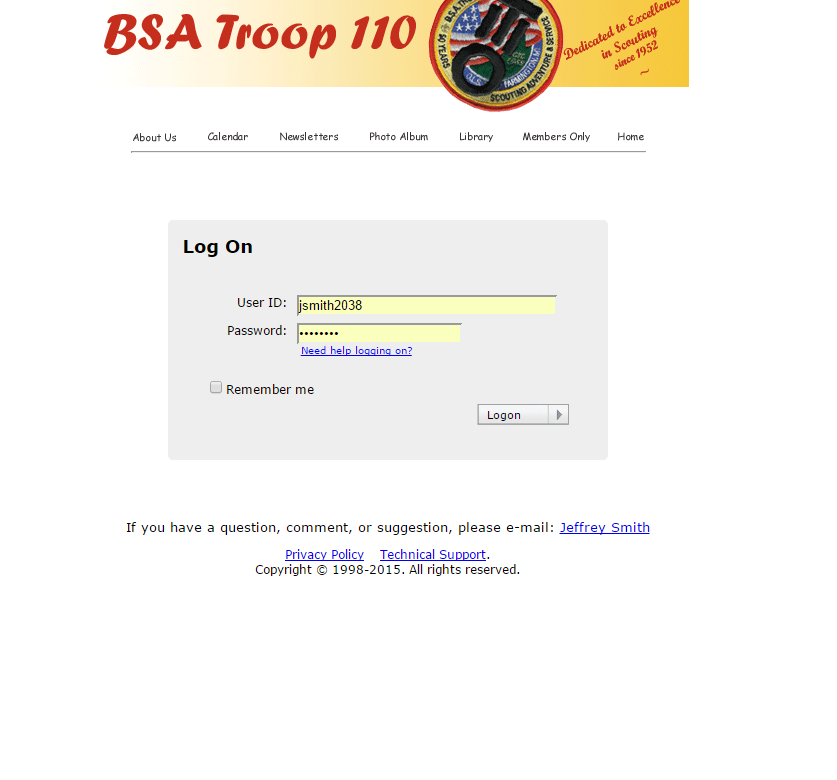 BSA Troop 110
50 YEARS
FARMINGTON, MI
SCOUTING ADVENTURE & SERVICE
Dedicated to Excellence
in Scouting
since 1952
~
About Us Calendar Newsletters Photo Album Library Members Only Home
Log On
User ID: jsmith2038
Password: ••••••••
Need help logging on?
Remember me
Logon
If you have a question, comment, or suggestion, please e-mail: Jeffrey Smith
Privacy Policy Technical Support.
Copyright © 1998-2015. All rights reserved.